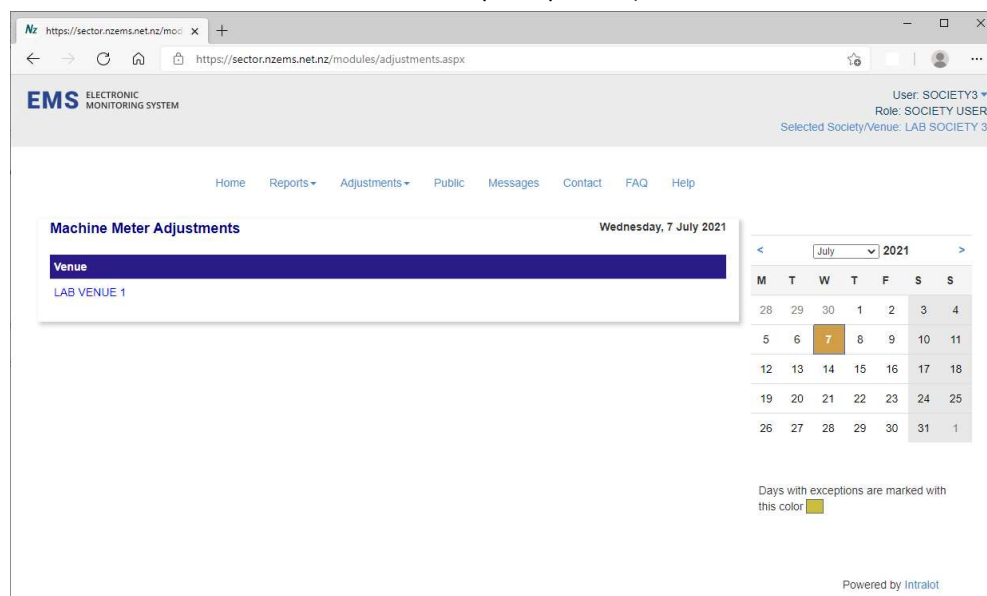 Nz https://sector.nzems.net.nz/mod
https://sector.nzems.net.nz/modules/adjustments.aspx
EMS ELECTRONIC
MONITORING SYSTEM
User: SOCIETY3
Role: SOCIETY USER
Selected Society/Venue: LAB SOCIETY 3
Home Reports Adjustments Public Messages Contact FAQ Help
Machine Meter Adjustments Wednesday, 7 July 2021
Venue
LAB VENUE 1
< July 2021 >
M T W T F S S
28 29 30 1 2 3 4
5 6 7 8 9 10 11
12 13 14 15 16 17 18
19 20 21 22 23 24 25
26 27 28 29 30 31 1
Days with exceptions are marked with
this color
Powered by Intralot